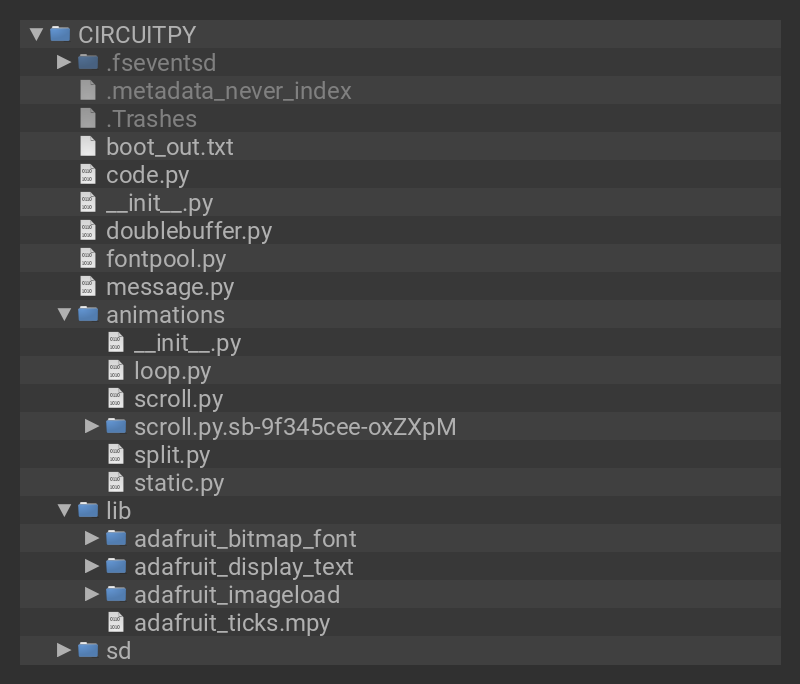 CIRCUITPY
.fseventsd
.metadata_never_index
.Trashes
boot_out.txt
code.py
__init__.py
doublebuffer.py
fontpool.py
message.py
animations
__init__.py
loop.py
scroll.py
scroll.py.sb-9f345cee-oxZXpM
split.py
static.py
lib
adafruit_bitmap_font
adafruit_display_text
adafruit_imageload
adafruit_ticks.mpy
sd